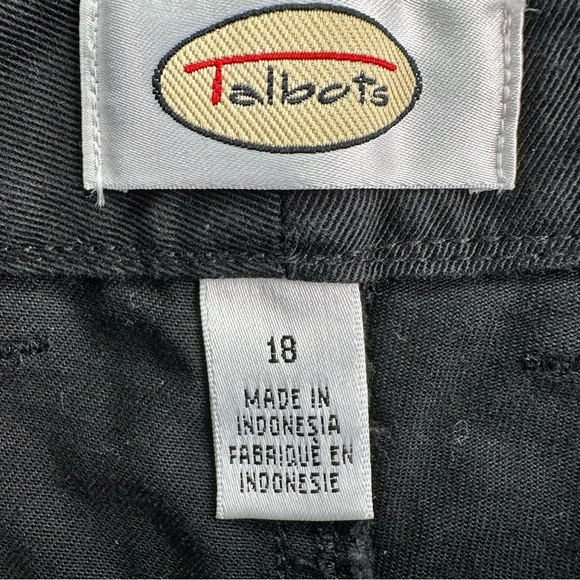 Talbots
18
MADE IN
INDONESIA
FABRIQUÉ EN
INDONESIE